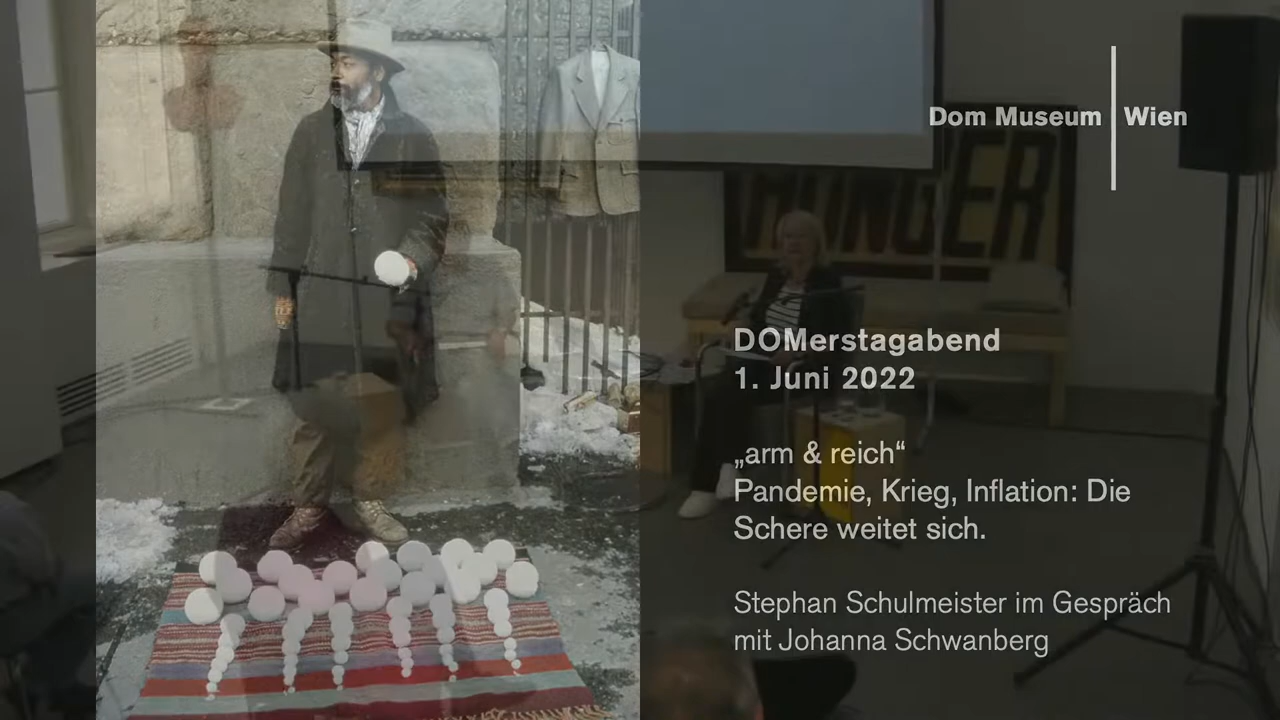 Dom Museum Wien
HUNGER
DOMerstagabend
1. Juni 2022
„arm & reich“
Pandemie, Krieg, Inflation: Die
Schere weitet sich.
Stephan Schulmeister im Gespräch
mit Johanna Schwanberg